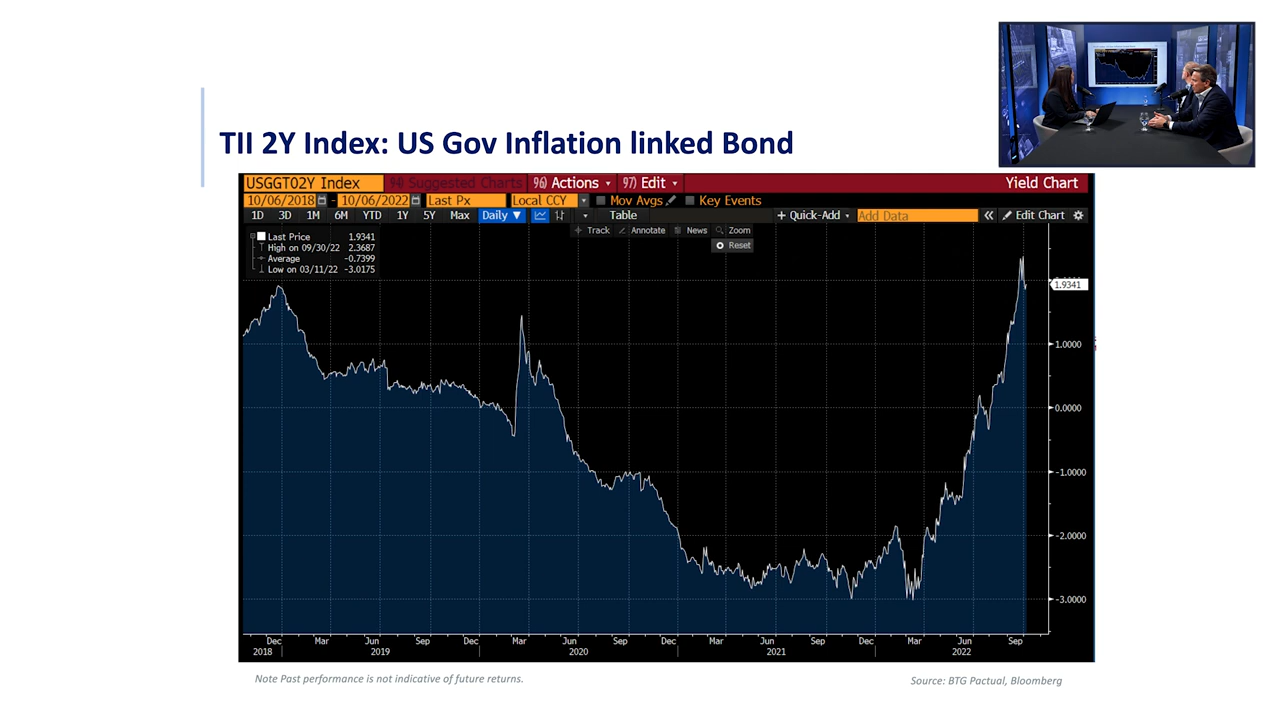 TII 2Y Index: US Gov Inflation linked Bond
USGGT02Y Index 94) Suggested Charts 96) Actions 97) Edit Yield Chart
10/06/2018 - 10/06/2022 Last Px Local CCY Mov Avgs Key Events
1D 3D 1M 6M YTD 1Y 5Y Max Daily ▼ Table + Quick-Add Add Data « Edit Chart
Track Annotate News Zoom
Reset
Last Price 1.9341
High on 09/30/22 2.3687
Average -0.7399
Low on 03/11/22 -3.0175
1.9341
1.0000
0.0000
-1.0000
-2.0000
-3.0000
Dec Mar Jun Sep Dec Mar Jun Sep Dec Mar Jun Sep Dec Mar Jun Sep
2018 2019 2020 2021 2022
Note Past performance is not indicative of future returns.
Source: BTG Pactual, Bloomberg